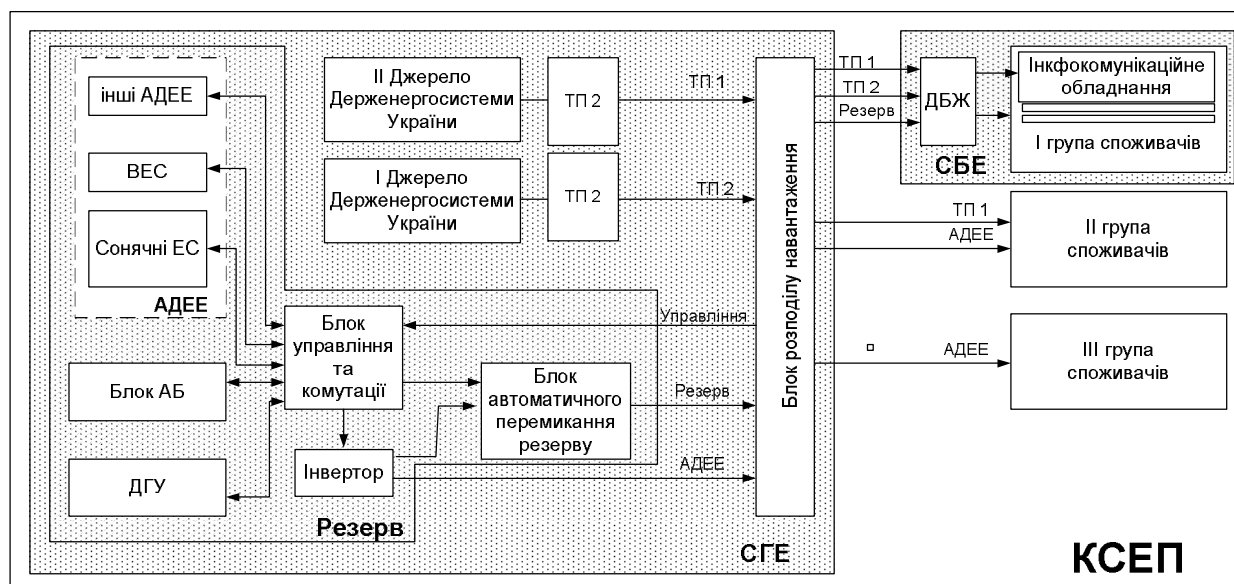 інші АДЕЕ
ВЕС
Сонячні ЕС
АДЕЕ
Блок АБ
ДГУ
ІІ Джерело
Держенергосистеми
України
ТП 2
ТП 1
І Джерело
Держенергосистеми
України
ТП 2
ТП 2
Блок
управління
та
комутації
Управління
Блок
автоматичного
перемикання
резерву
Резерв
Інвертор
АДЕЕ
Резерв
СГЕ
Блок розподілу навантаження
ТП 1
ТП 2
Резерв
ДБЖ
СБЕ
Інкфокомунікаційне
обладнання
І група споживачів
ТП 1
АДЕЕ
ІІ група
споживачів
АДЕЕ
ІІІ група
споживачів
КСЕП